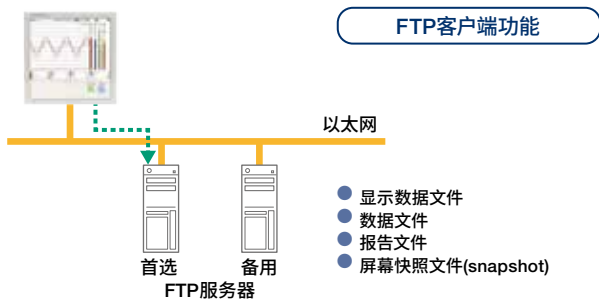 FTP客户端功能
以太网
首选
备用
FTP服务器
显示数据文件
数据文件
报告文件
屏幕快照文件(snapshot)